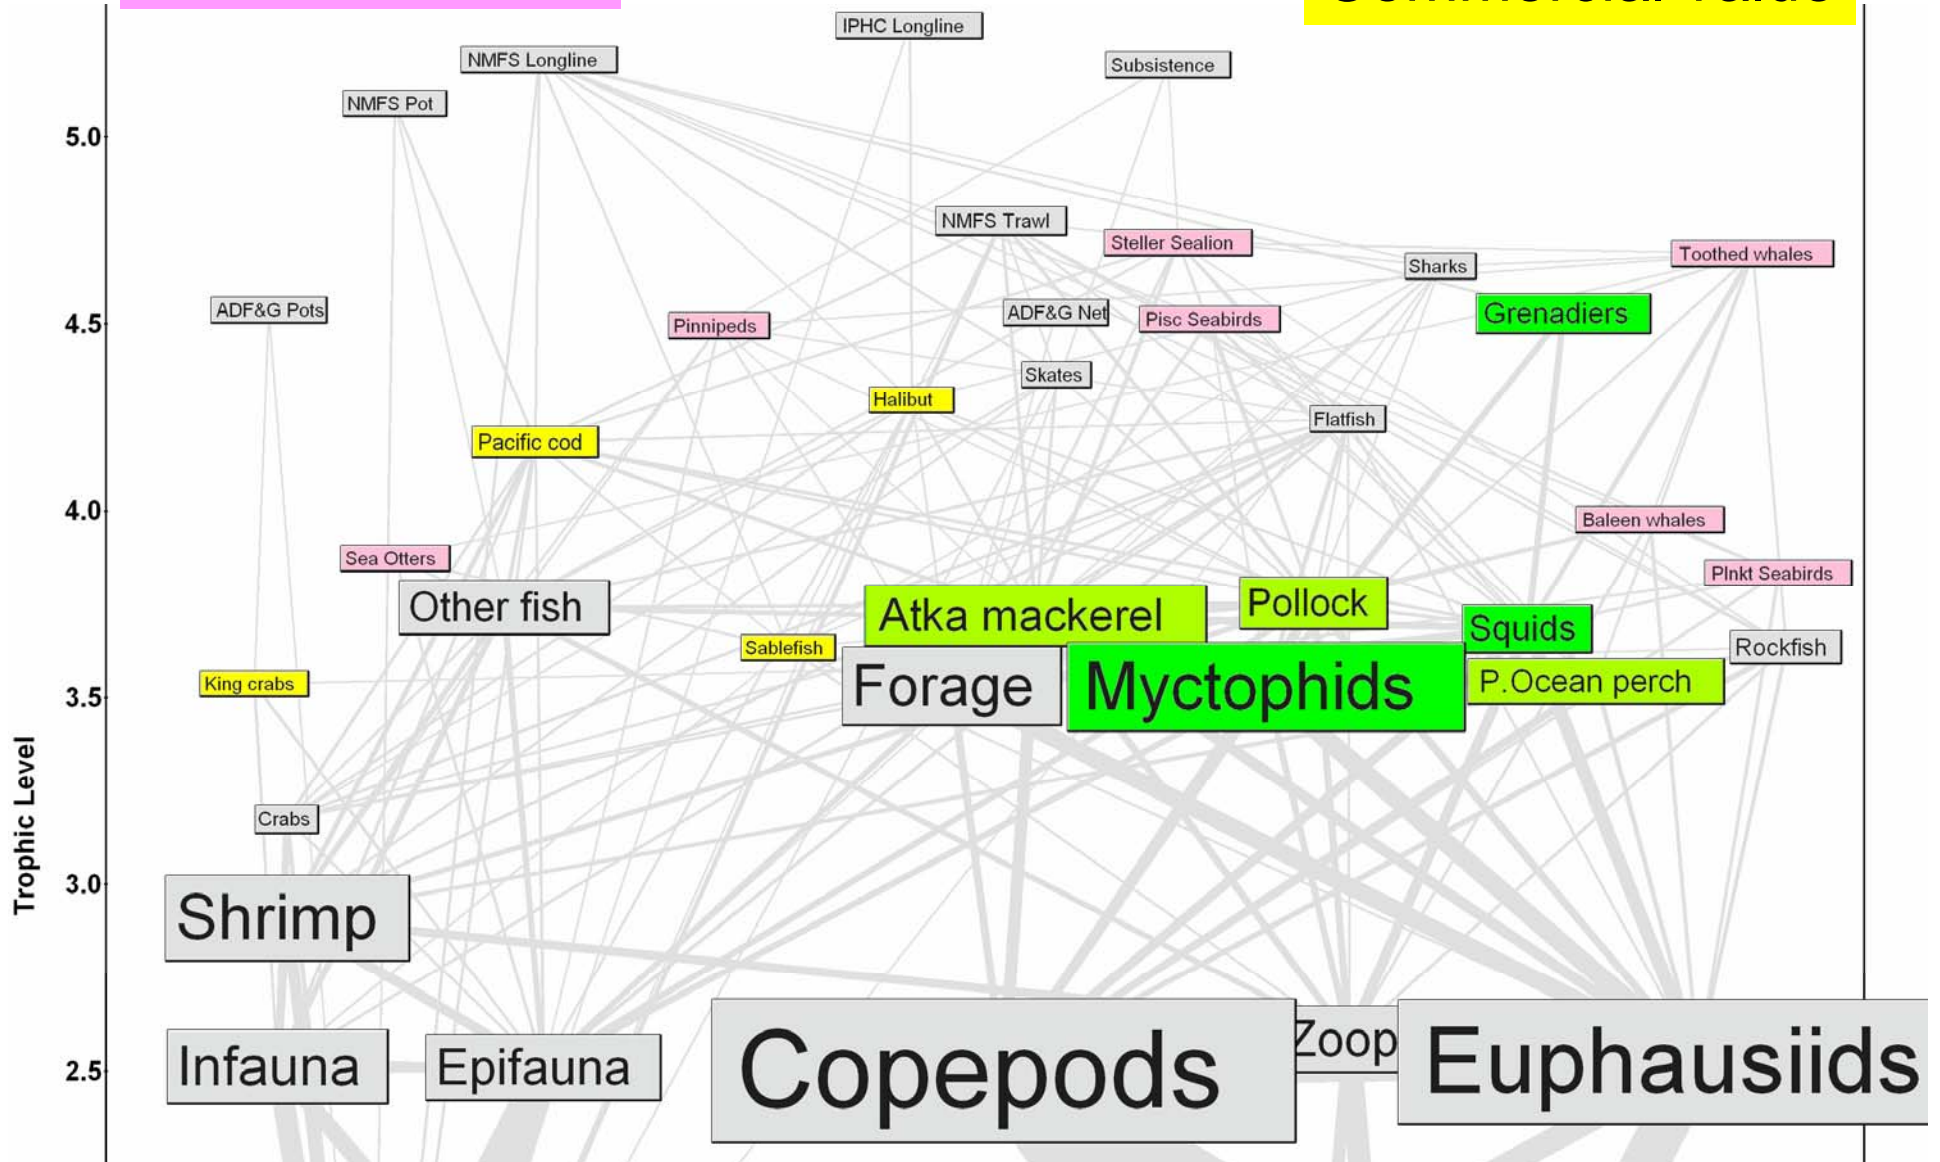 Commercial Value
IPHC Longline
NMFS Longline
Subsistence
NMFS Pot
5.0
NMFS Trawl
Steller Sealion
Toothed whales
Sharks
ADF&G Pots
4.5
Pinnipeds
ADF&G Net
Pisc Seabirds
Grenadiers
Skates
Halibut
Flatfish
Pacific cod
4.0
Baleen whales
Sea Otters
Plnkt Seabirds
Other fish
Atka mackerel
Pollock
Squids
Sablefish
Rockfish
King crabs
3.5
Forage
Myctophids
P.Ocean perch
Trophic Level
Crabs
3.0
Shrimp
2.5
Infauna
Epifauna
Copepods
Zoop
Euphausiids